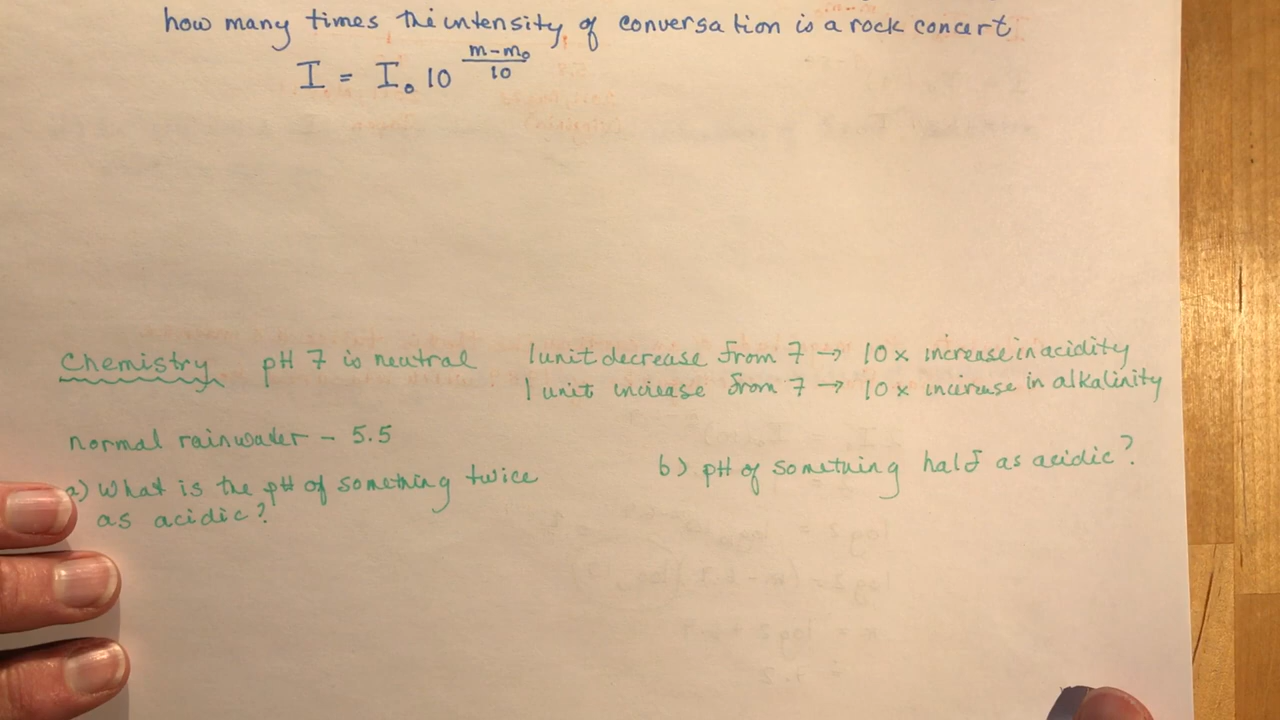 how many times the intensity of conversation is a rock concert
I = I₀ 10^((m-m₀)/10)
Chemistry pH 7 is neutral 1 unit decrease from 7 → 10x increase in acidity
1 unit increase from 7 → 10x increase in alkalinity
normal rainwater - 5.5
a) What is the pH of something twice as acidic?
b) pH of something half as acidic?